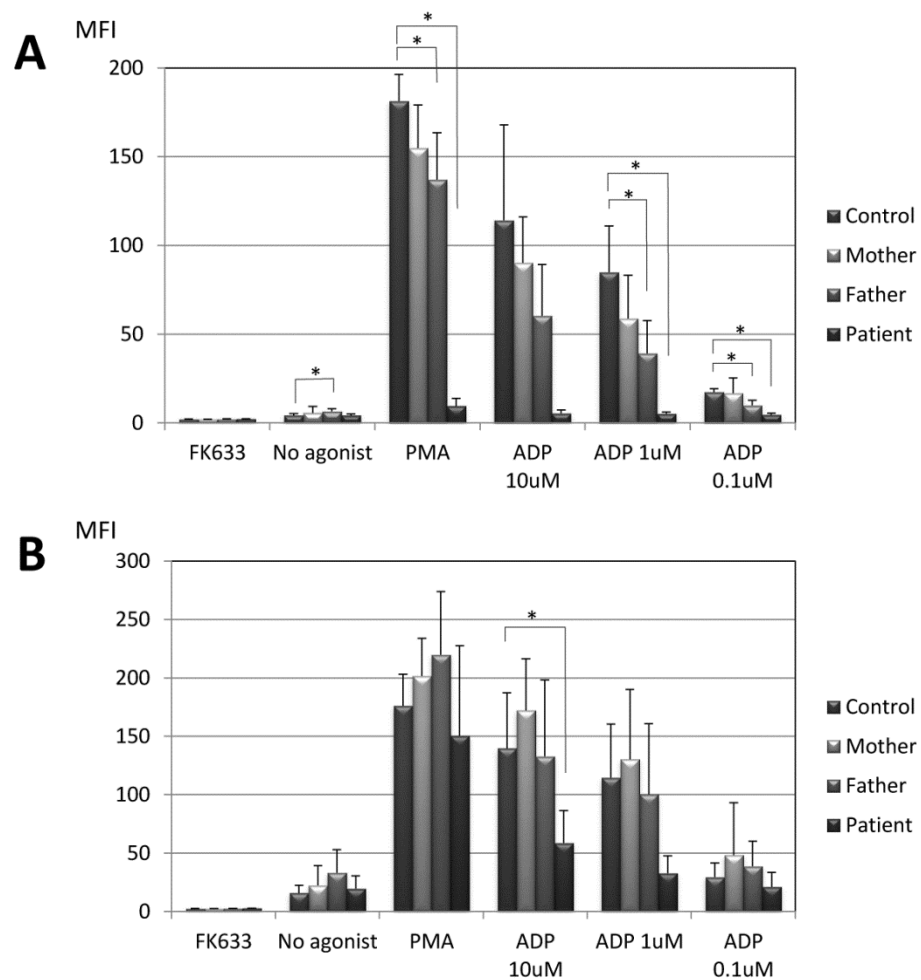 A
MFI
*
*
200
150
100
50
0
*
*
*
*
*
FK633
No agonist
PMA
ADP
10uM
ADP 1uM
ADP
0.1uM
Control
Mother
Father
Patient
B
MFI
300
250
200
150
100
50
0
*
FK633
No agonist
PMA
ADP
10uM
ADP 1uM
ADP
0.1uM
Control
Mother
Father
Patient